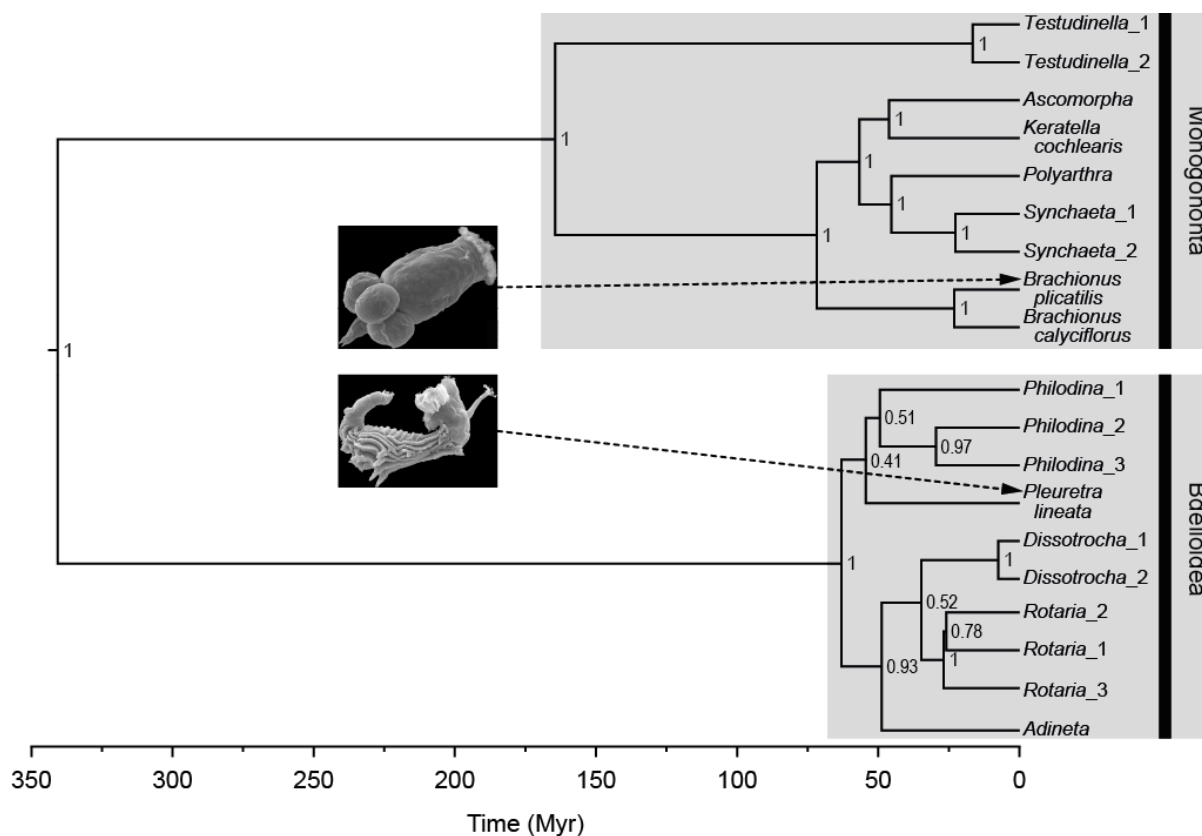 Testudinella_1
1
Testudinella_2
Ascomorpha
1
Keratella
cochlearis
1
1
Polyarthra
1
Synchaeta_1
1
Synchaeta_2
1
Brachionus
plicatilis
1
Brachionus
calyciflorus
Monogononta
1
Philodina_1
0.51
Philodina_2
0.97
Philodina_3
0.41
Pleuretra
lineata
Dissotrocha_1
1
1
Dissotrocha_2
0.52
Rotaria_2
0.78
Rotaria_1
1
0.93
Rotaria_3
Adineta
Bdelloidea
350 300 250 200 150 100 50 0
Time (Myr)